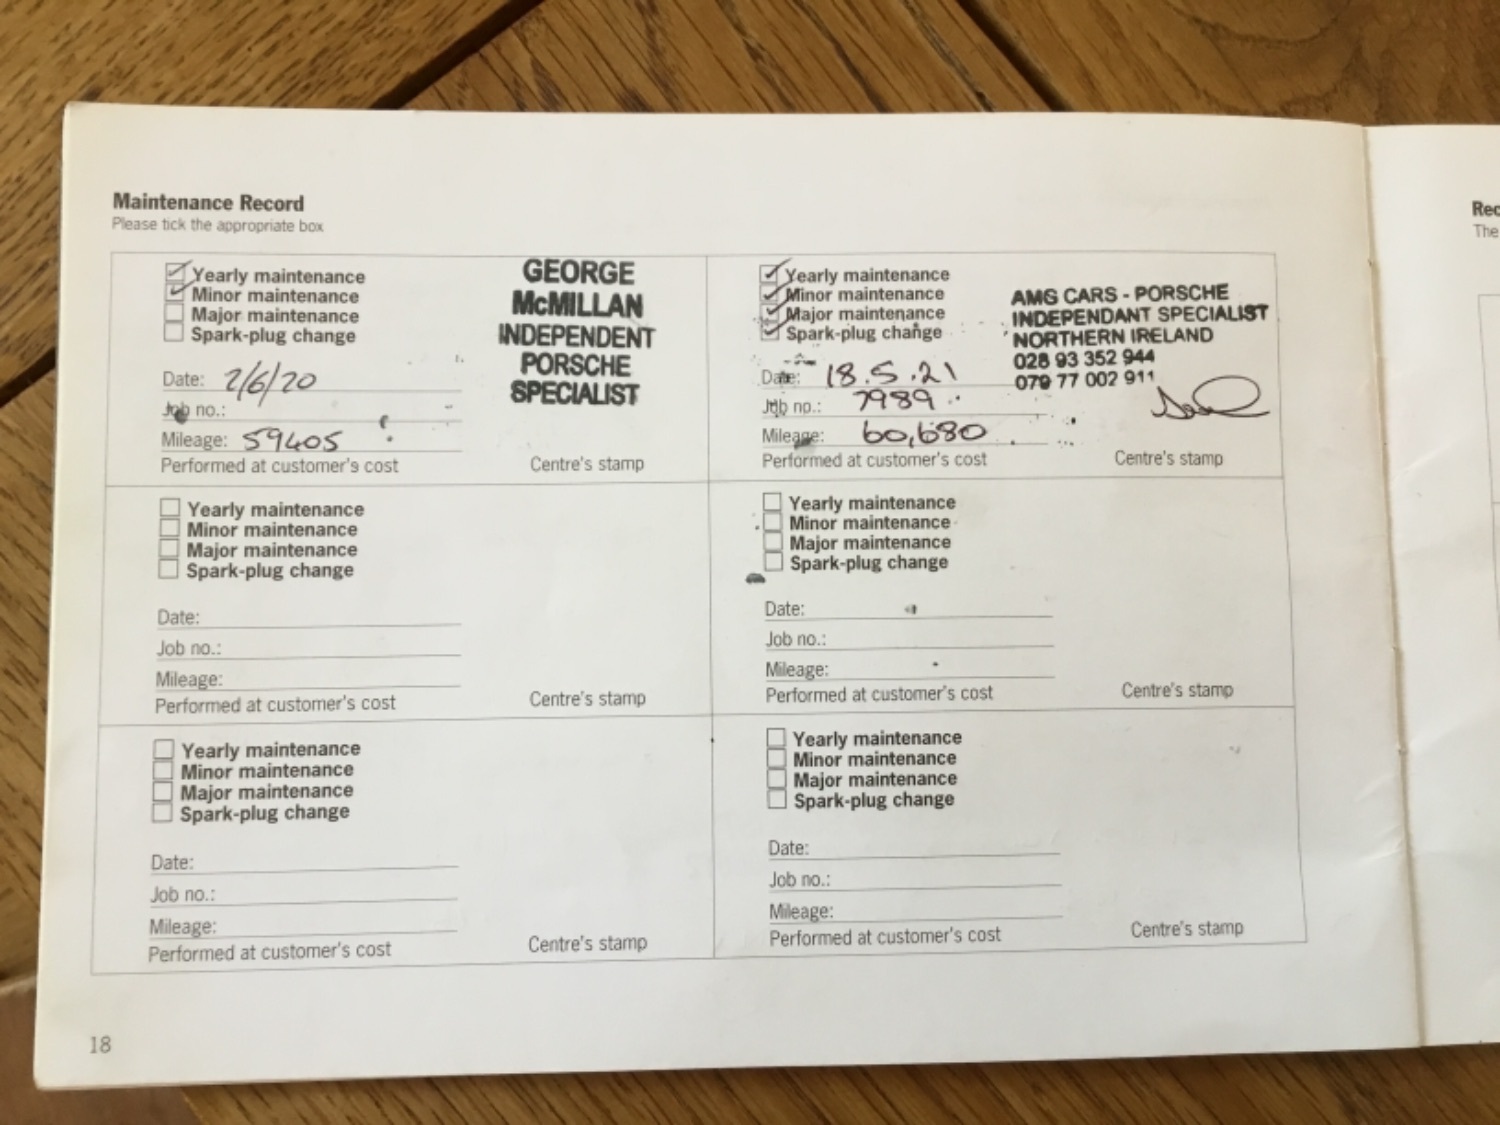 Maintenance Record
Please tick the appropriate box
Yearly maintenance
Minor maintenance
Major maintenance
Spark-plug change
Date: 2/6/20
Job no.:
Mileage: 59405
Performed at customer's cost
GEORGE
McMILLAN
INDEPENDENT
PORSCHE
SPECIALIST
Centre's stamp
Yearly maintenance
Minor maintenance
Major maintenance
Spark-plug change
Date: 18.5.21
Job no.: 7989
Mileage: 60,680
Performed at customer's cost
AMG CARS - PORSCHE
INDEPENDANT SPECIALIST
NORTHERN IRELAND
028 93 352 944
079 77 002 911
Centre's stamp
Yearly maintenance
Minor maintenance
Major maintenance
Spark-plug change
Date:
Job no.:
Mileage:
Performed at customer's cost
Centre's stamp
Yearly maintenance
Minor maintenance
Major maintenance
Spark-plug change
Date:
Job no.:
Mileage:
Performed at customer's cost
Centre's stamp
Yearly maintenance
Minor maintenance
Major maintenance
Spark-plug change
Date:
Job no.:
Mileage:
Performed at customer's cost
Centre's stamp
Yearly maintenance
Minor maintenance
Major maintenance
Spark-plug change
Date:
Job no.:
Mileage:
Performed at customer's cost
Centre's stamp
18
Rec
The